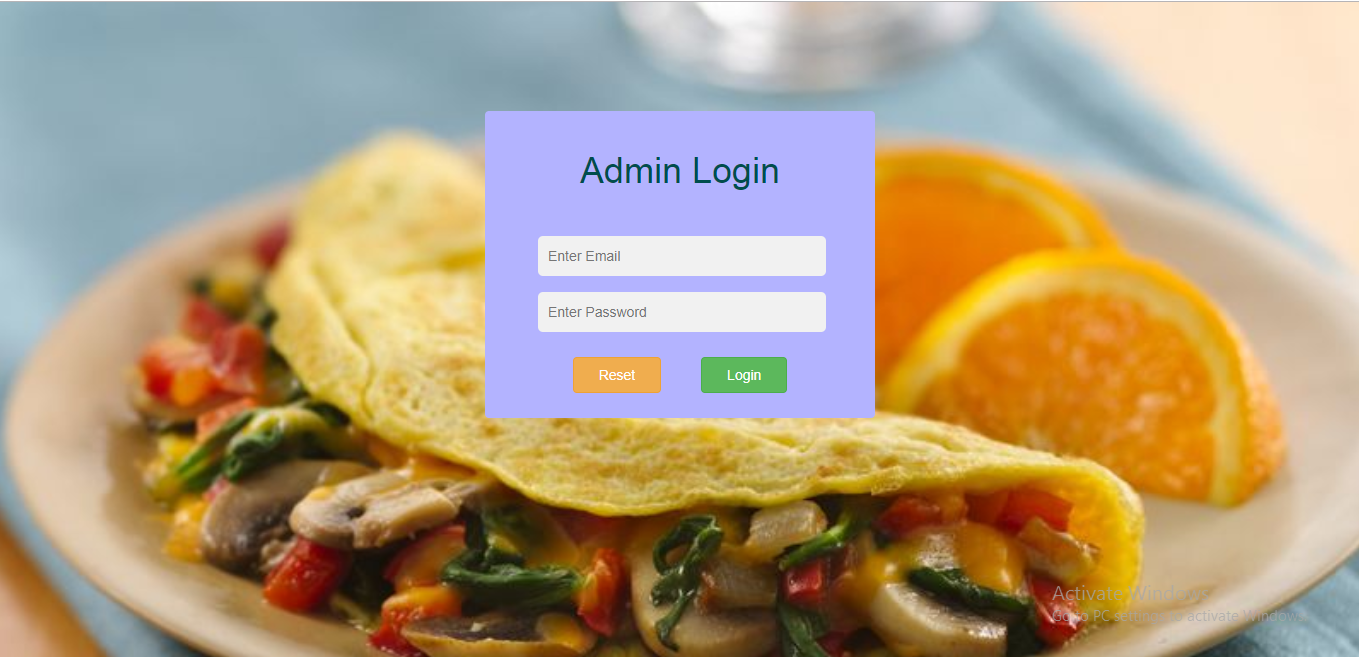 Admin Login
Enter Email
Enter Password
Reset
Login
Activate Windows
Go to PC settings to activate Windows.